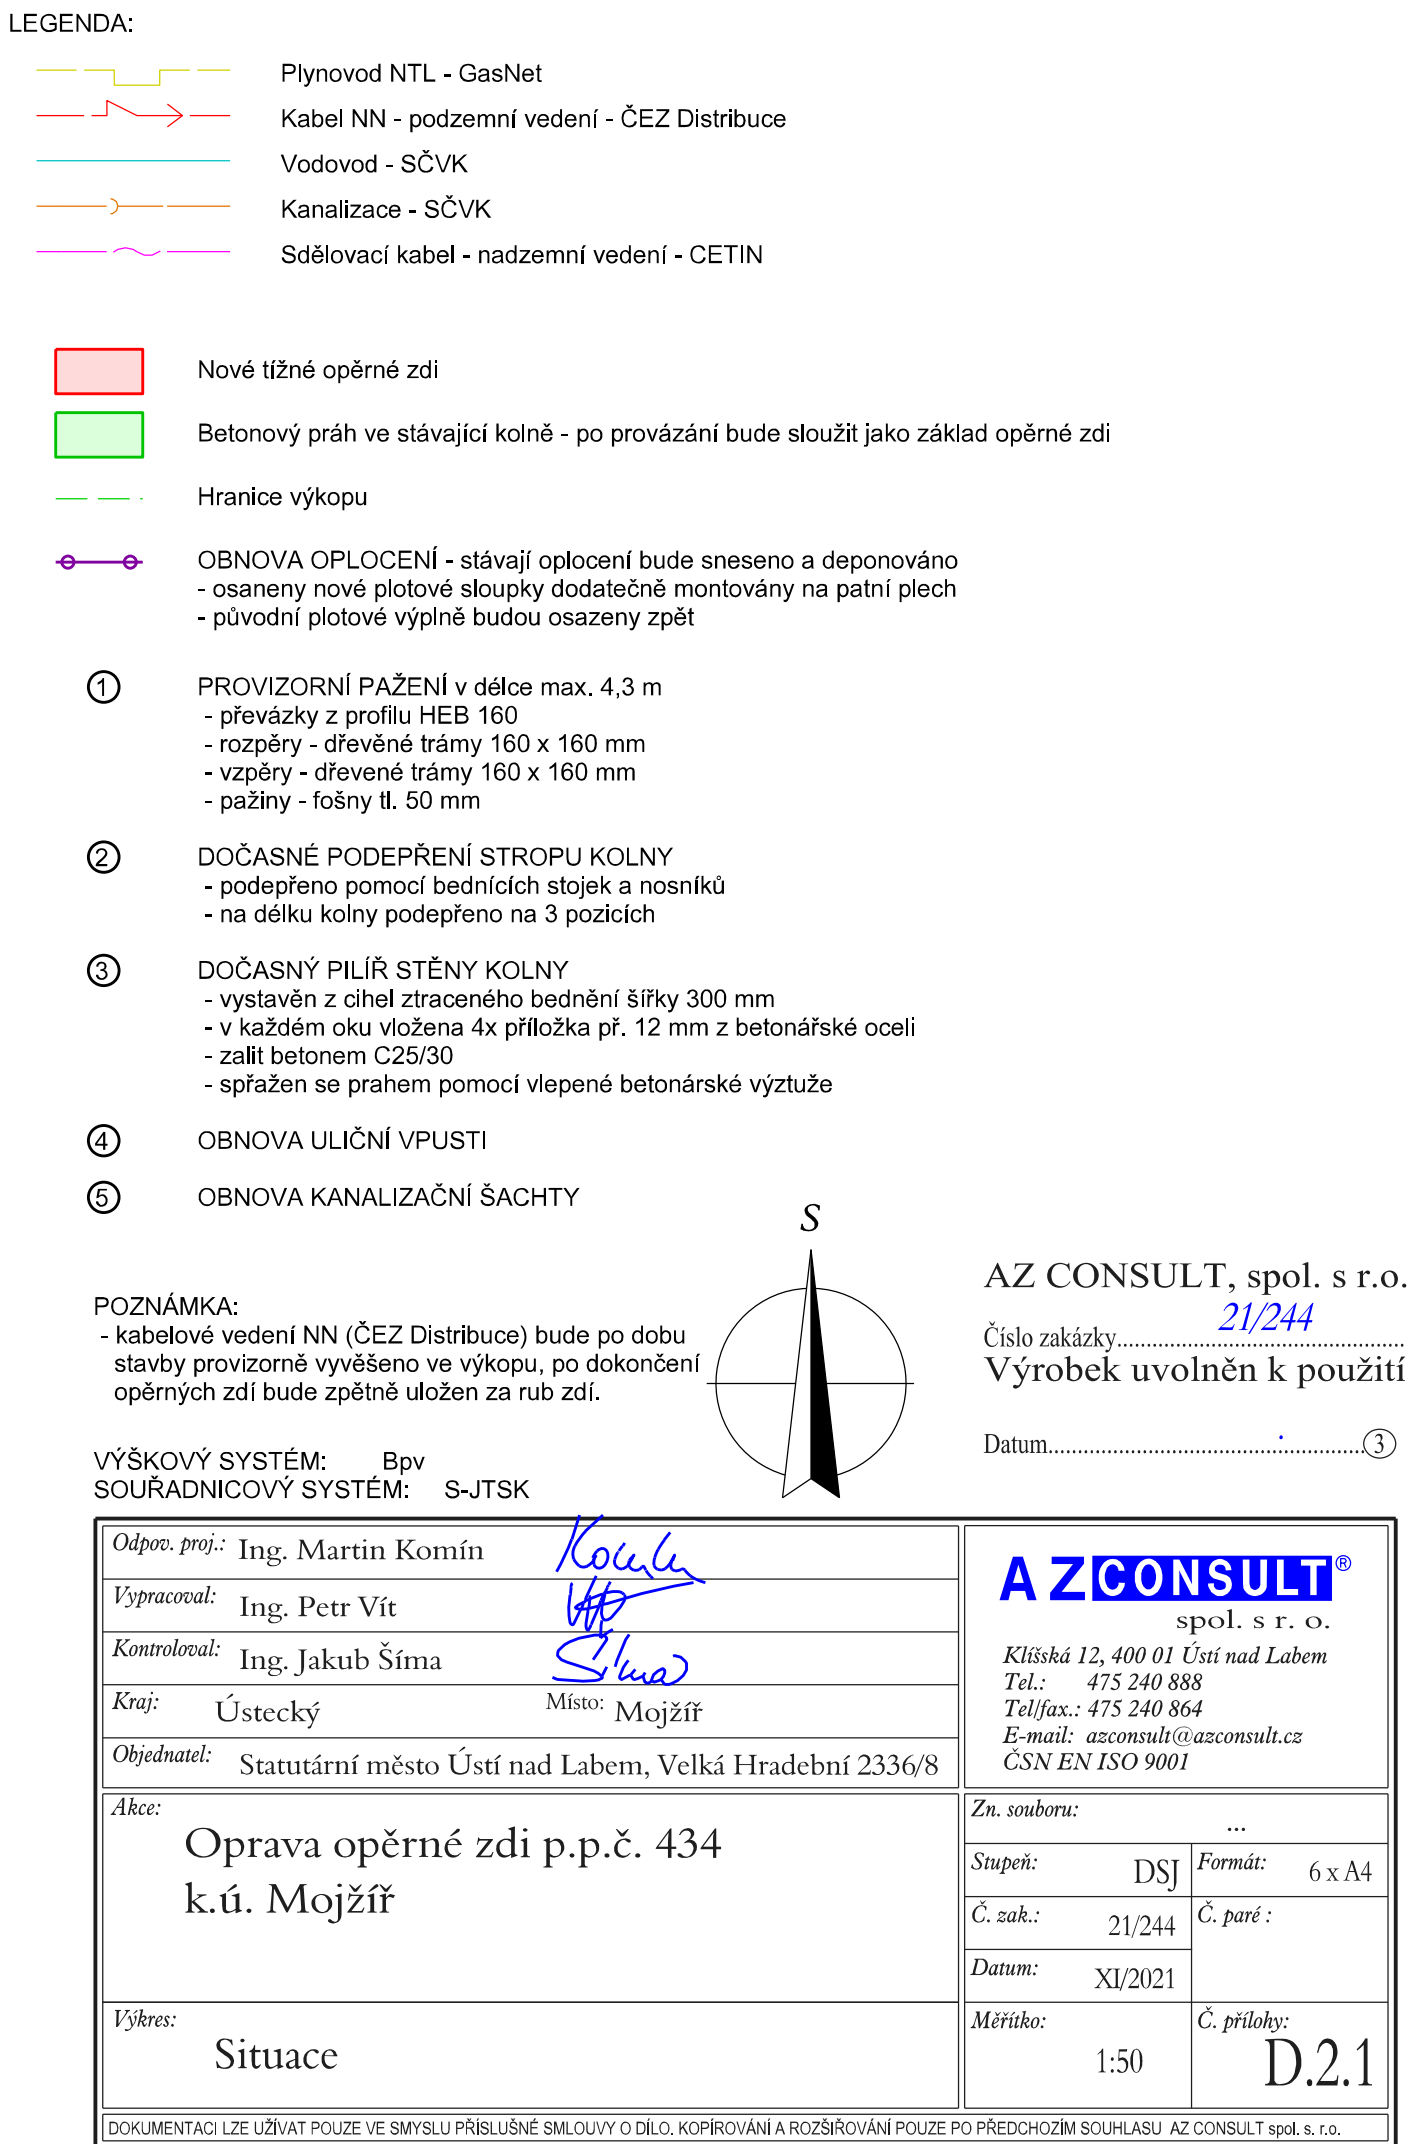 LEGENDA:
Plynovod NTL - GasNet
Kabel NN - podzemní vedení - ČEZ Distribuce
Vodovod - SČVK
Kanalizace - SČVK
Sdělovací kabel - nadzemní vedení - CETIN
Nové tížné opěrné zdi
Betonový práh ve stávající kolně - po provázání bude sloužit jako základ opěrné zdi
Hranice výkopu
OBNOVA OPLOCENÍ - stávají oplocení bude sneseno a deponováno
- osaneny nové plotové sloupky dodatečně montovány na patní plech
- původní plotové výplně budou osazeny zpět
1 PROVIZORNÍ PAŽENÍ v délce max. 4,3 m
- převázky z profilu HEB 160
- rozpěry - dřevěné trámy 160 x 160 mm
- vzpěry - dřevené trámy 160 x 160 mm
- pažiny - fošny tl. 50 mm
2 DOČASNÉ PODEPŘENÍ STROPU KOLNY
- podepřeno pomocí bednících stojek a nosníků
- na délku kolny podepřeno na 3 pozicích
3 DOČASNÝ PILÍŘ STĚNY KOLNY
- vystavěn z cihel ztraceného bednění šířky 300 mm
- v každém oku vložena 4x příložka př. 12 mm z betonářské oceli
- zalit betonem C25/30
- spřažen se prahem pomocí vlepené betonárské výztuže
4 OBNOVA ULIČNÍ VPUSTI
5 OBNOVA KANALIZAČNÍ ŠACHTY
S
POZNÁMKA:
- kabelové vedení NN (ČEZ Distribuce) bude po dobu
stavby provizorně vyvěšeno ve výkopu, po dokončení
opěrných zdí bude zpětně uložen za rub zdí.
AZ CONSULT, spol. s r.o.
Číslo zakázky 21/244
Výrobek uvolněn k použití
Datum 3
VÝŠKOVÝ SYSTÉM: Bpv
SOUŘADNICOVÝ SYSTÉM: S-JTSK
Odpov. proj.: Ing. Martin Komín
Vypracoval: Ing. Petr Vít
Kontroloval: Ing. Jakub Šíma
Kraj: Ústecký Místo: Mojžíř
Objednatel: Statutární město Ústí nad Labem, Velká Hradební 2336/8
AZ CONSULT®
spol. s r. o.
Klíšská 12, 400 01 Ústí nad Labem
Tel.: 475 240 888
Tel/fax.: 475 240 864
E-mail: azconsult@azconsult.cz
ČSN EN ISO 9001
Akce:
Oprava opěrné zdi p.p.č. 434
k.ú. Mojžíř
Zn. souboru: ...
Stupeň: DSJ Formát: 6 x A4
Č. zak.: 21/244 Č. paré :
Datum: XI/2021
Výkres: Situace
Měřítko: 1:50
Č. přílohy: D.2.1
DOKUMENTACI LZE UŽÍVAT POUZE VE SMYSLU PŘÍSLUŠNÉ SMLOUVY O DÍLO. KOPÍROVÁNÍ A ROZŠIŘOVÁNÍ POUZE PO PŘEDCHOZÍM SOUHLASU AZ CONSULT spol. s. r.o.